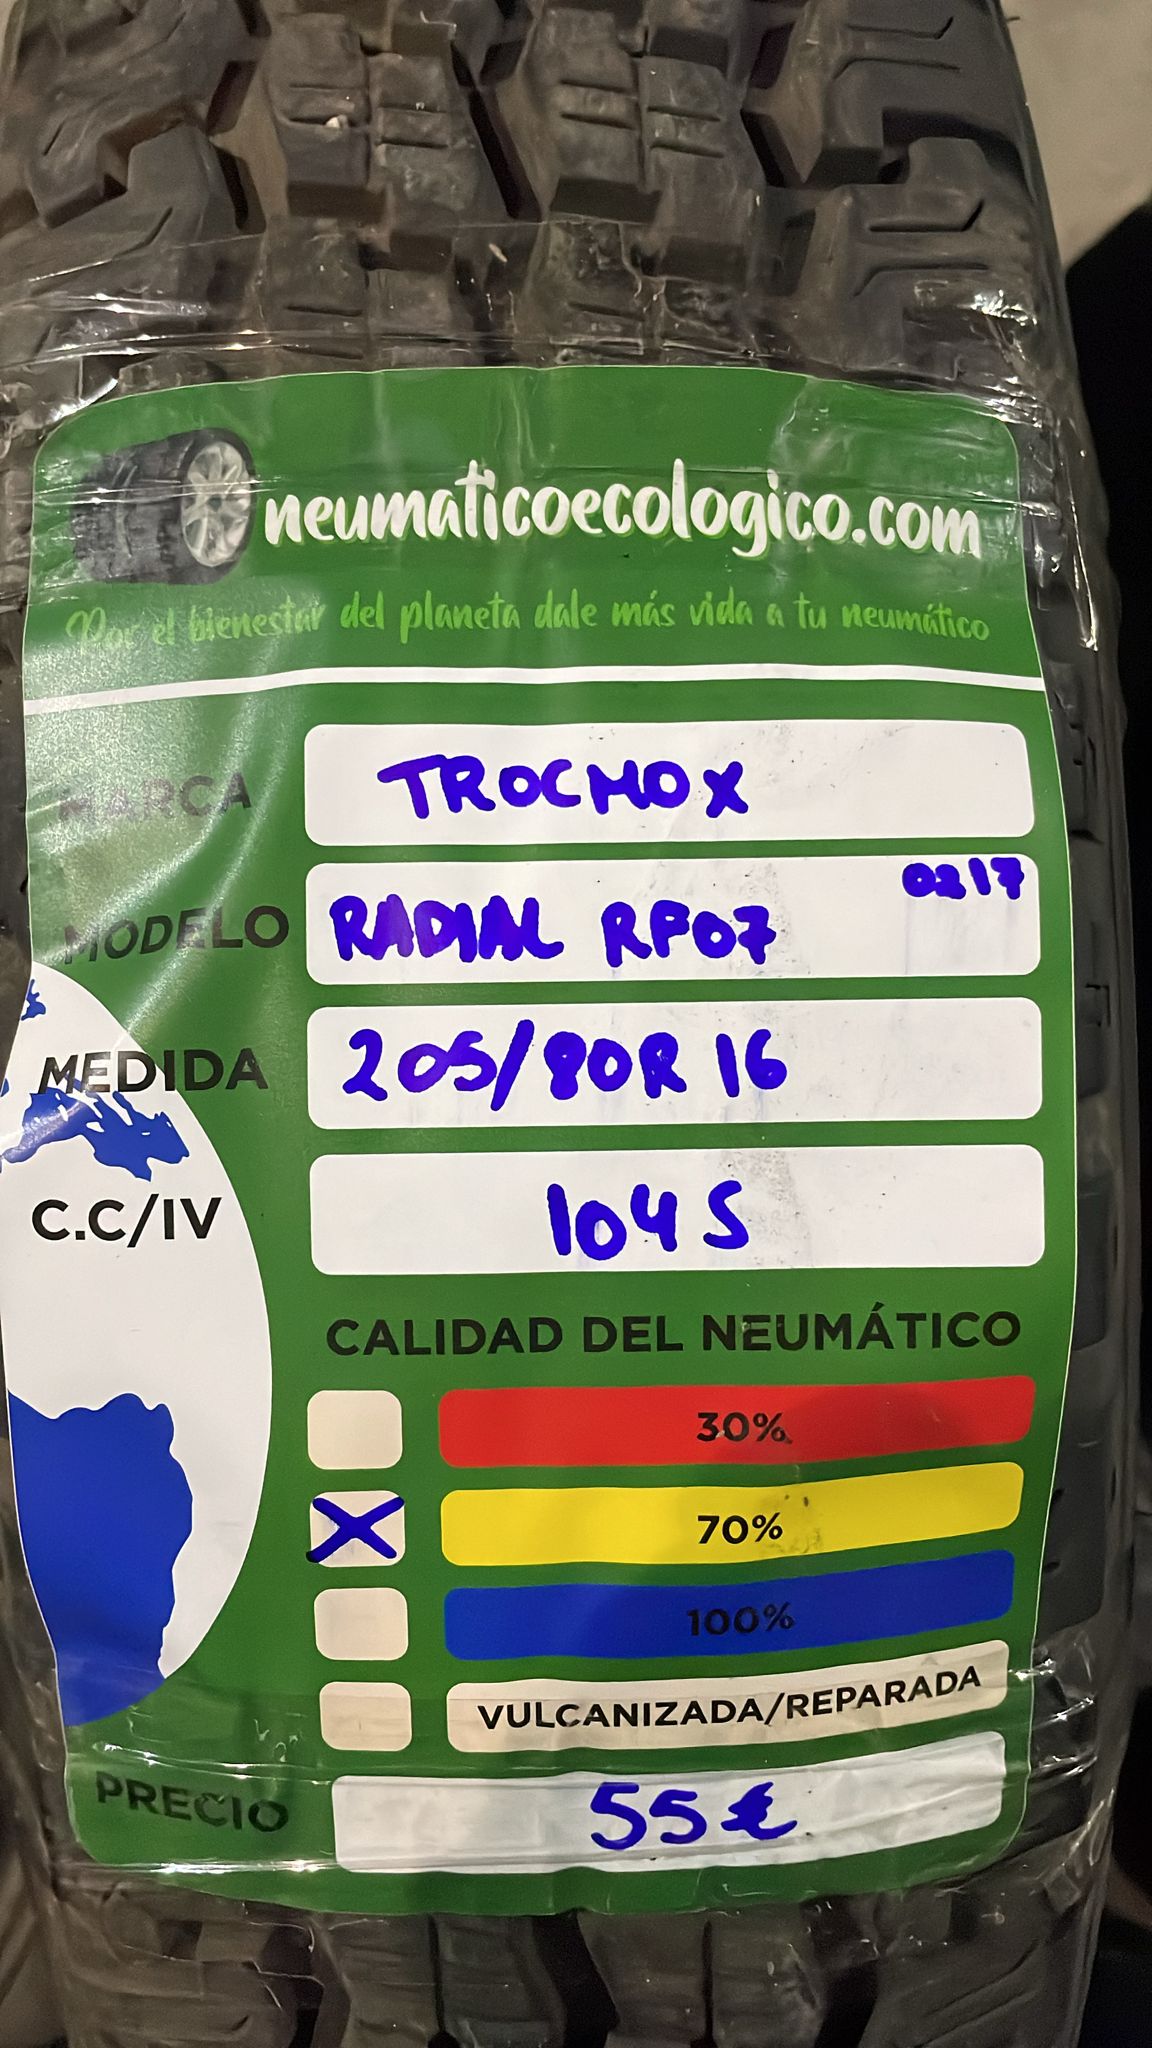 neumaticoecologico.com
Por el bienestar del planeta dale más vida a tu neumático
MARCA TROCMOX
MODELO RADIAL RF07 0217
MEDIDA 205/80R 16
C.C/IV 104 S
CALIDAD DEL NEUMÁTICO
30%
X 70%
100%
VULCANIZADA/REPARADA
PRECIO 55€